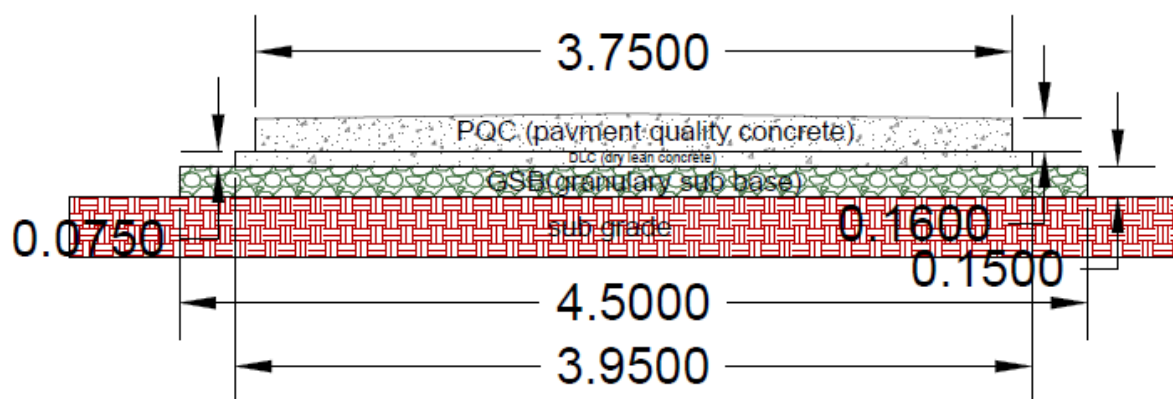 3.7500
PQC (pavment quality concrete)
DLC (dry lean concrete)
GSB(granulary sub base)
sub grade
0.0750
0.1600
0.1500
4.5000
3.9500